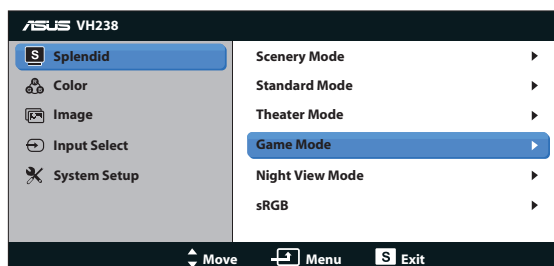 ASUS VH238
S Splendid
Color
Image
Input Select
System Setup
Scenery Mode
Standard Mode
Theater Mode
Game Mode
Night View Mode
sRGB
Move Menu S Exit